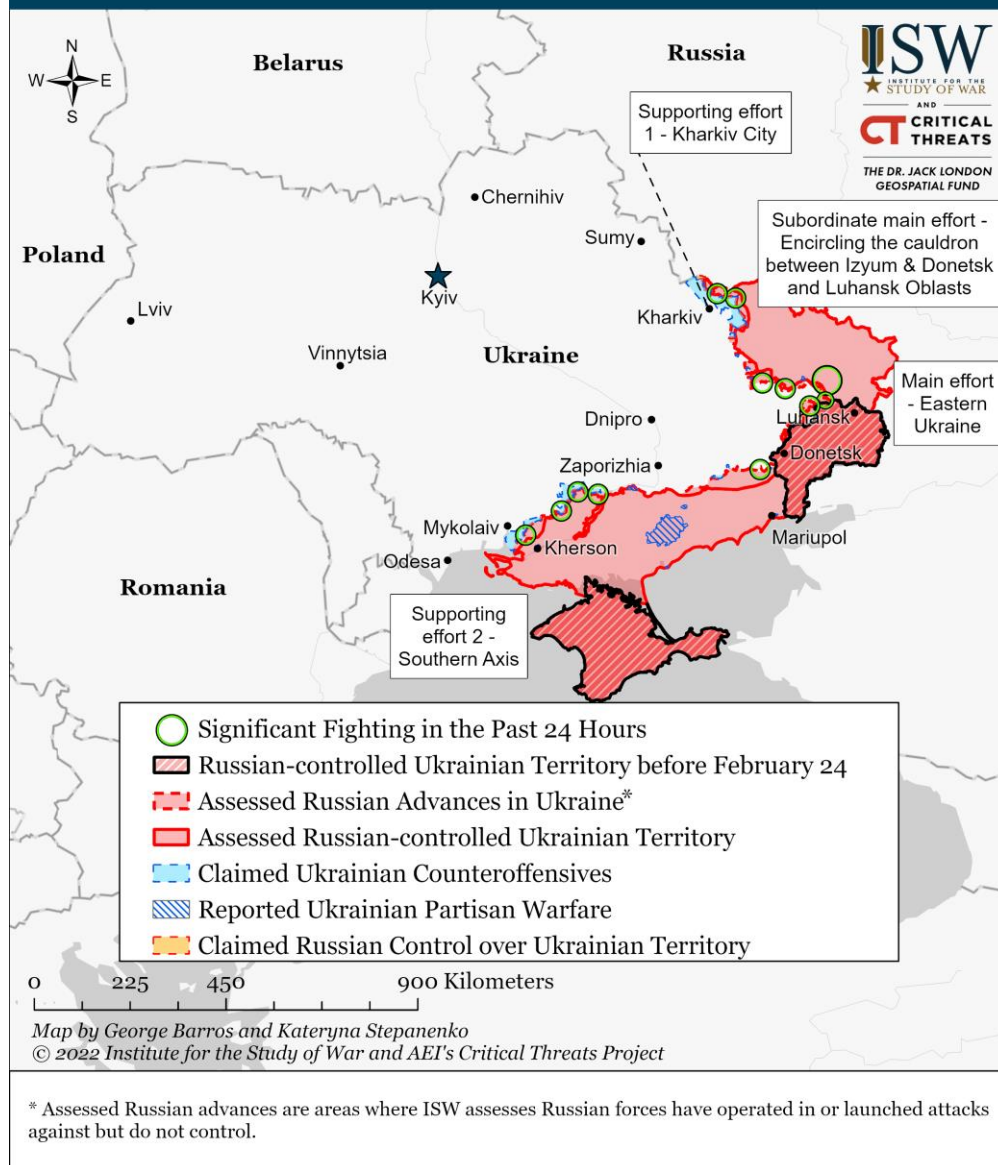 N
W
E
S
Belarus
Russia
ISW
INSTITUTE FOR THE
STUDY OF WAR
AND
CT CRITICAL
THREATS
THE DR. JACK LONDON
GEOSPATIAL FUND
Supporting effort
1 - Kharkiv City
Chernihiv
Sumy
Subordinate main effort -
Encircling the cauldron
between Izyum & Donetsk
and Luhansk Oblasts
Poland
Kyiv
Lviv
Kharkiv
Vinnytsia
Ukraine
Main effort
- Eastern
Ukraine
Luhansk
Dnipro
Donetsk
Zaporizhia
Mykolaiv
Mariupol
Kherson
Odesa
Romania
Supporting
effort 2 -
Southern Axis
Significant Fighting in the Past 24 Hours
Russian-controlled Ukrainian Territory before February 24
Assessed Russian Advances in Ukraine*
Assessed Russian-controlled Ukrainian Territory
Claimed Ukrainian Counteroffensives
Reported Ukrainian Partisan Warfare
Claimed Russian Control over Ukrainian Territory
0 225 450 900 Kilometers
Map by George Barros and Kateryna Stepanenko
© 2022 Institute for the Study of War and AEI's Critical Threats Project
* Assessed Russian advances are areas where ISW assesses Russian forces have operated in or launched attacks
against but do not control.